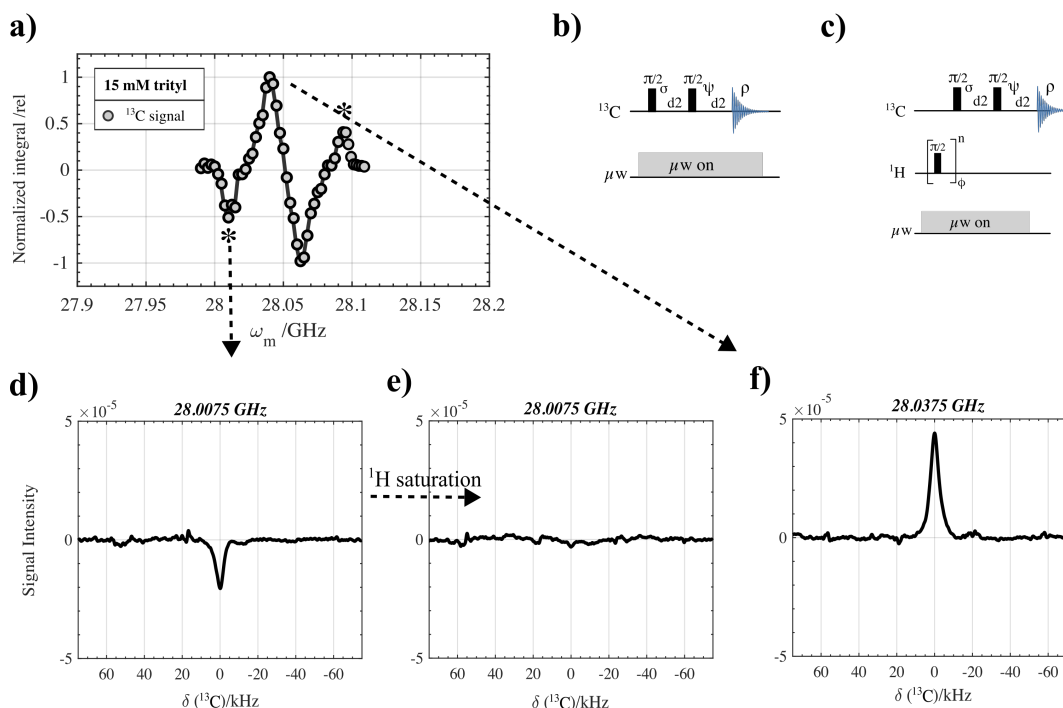 a)
15 mM trityl
¹³C signal
*
*
Normalized integral /rel
1
0.5
0
-0.5
-1
27.9 27.95 28 28.05 28.1 28.15 28.2
ω_m /GHz
b)
π/2 σ π/2 ψ ρ
d2 d2
¹³C
μw on
μw
c)
π/2 σ π/2 ψ ρ
d2 d2
¹³C
π/2 n
¹H
ϕ
μw on
μw
d)
×10⁻⁵
28.0075 GHz
5
0
-5
Signal Intensity
60 40 20 0 -20 -40 -60
δ (¹³C)/kHz
¹H saturation
e)
×10⁻⁵
28.0075 GHz
5
0
-5
60 40 20 0 -20 -40 -60
δ (¹³C)/kHz
f)
×10⁻⁵
28.0375 GHz
5
0
-5
60 40 20 0 -20 -40 -60
δ (¹³C)/kHz